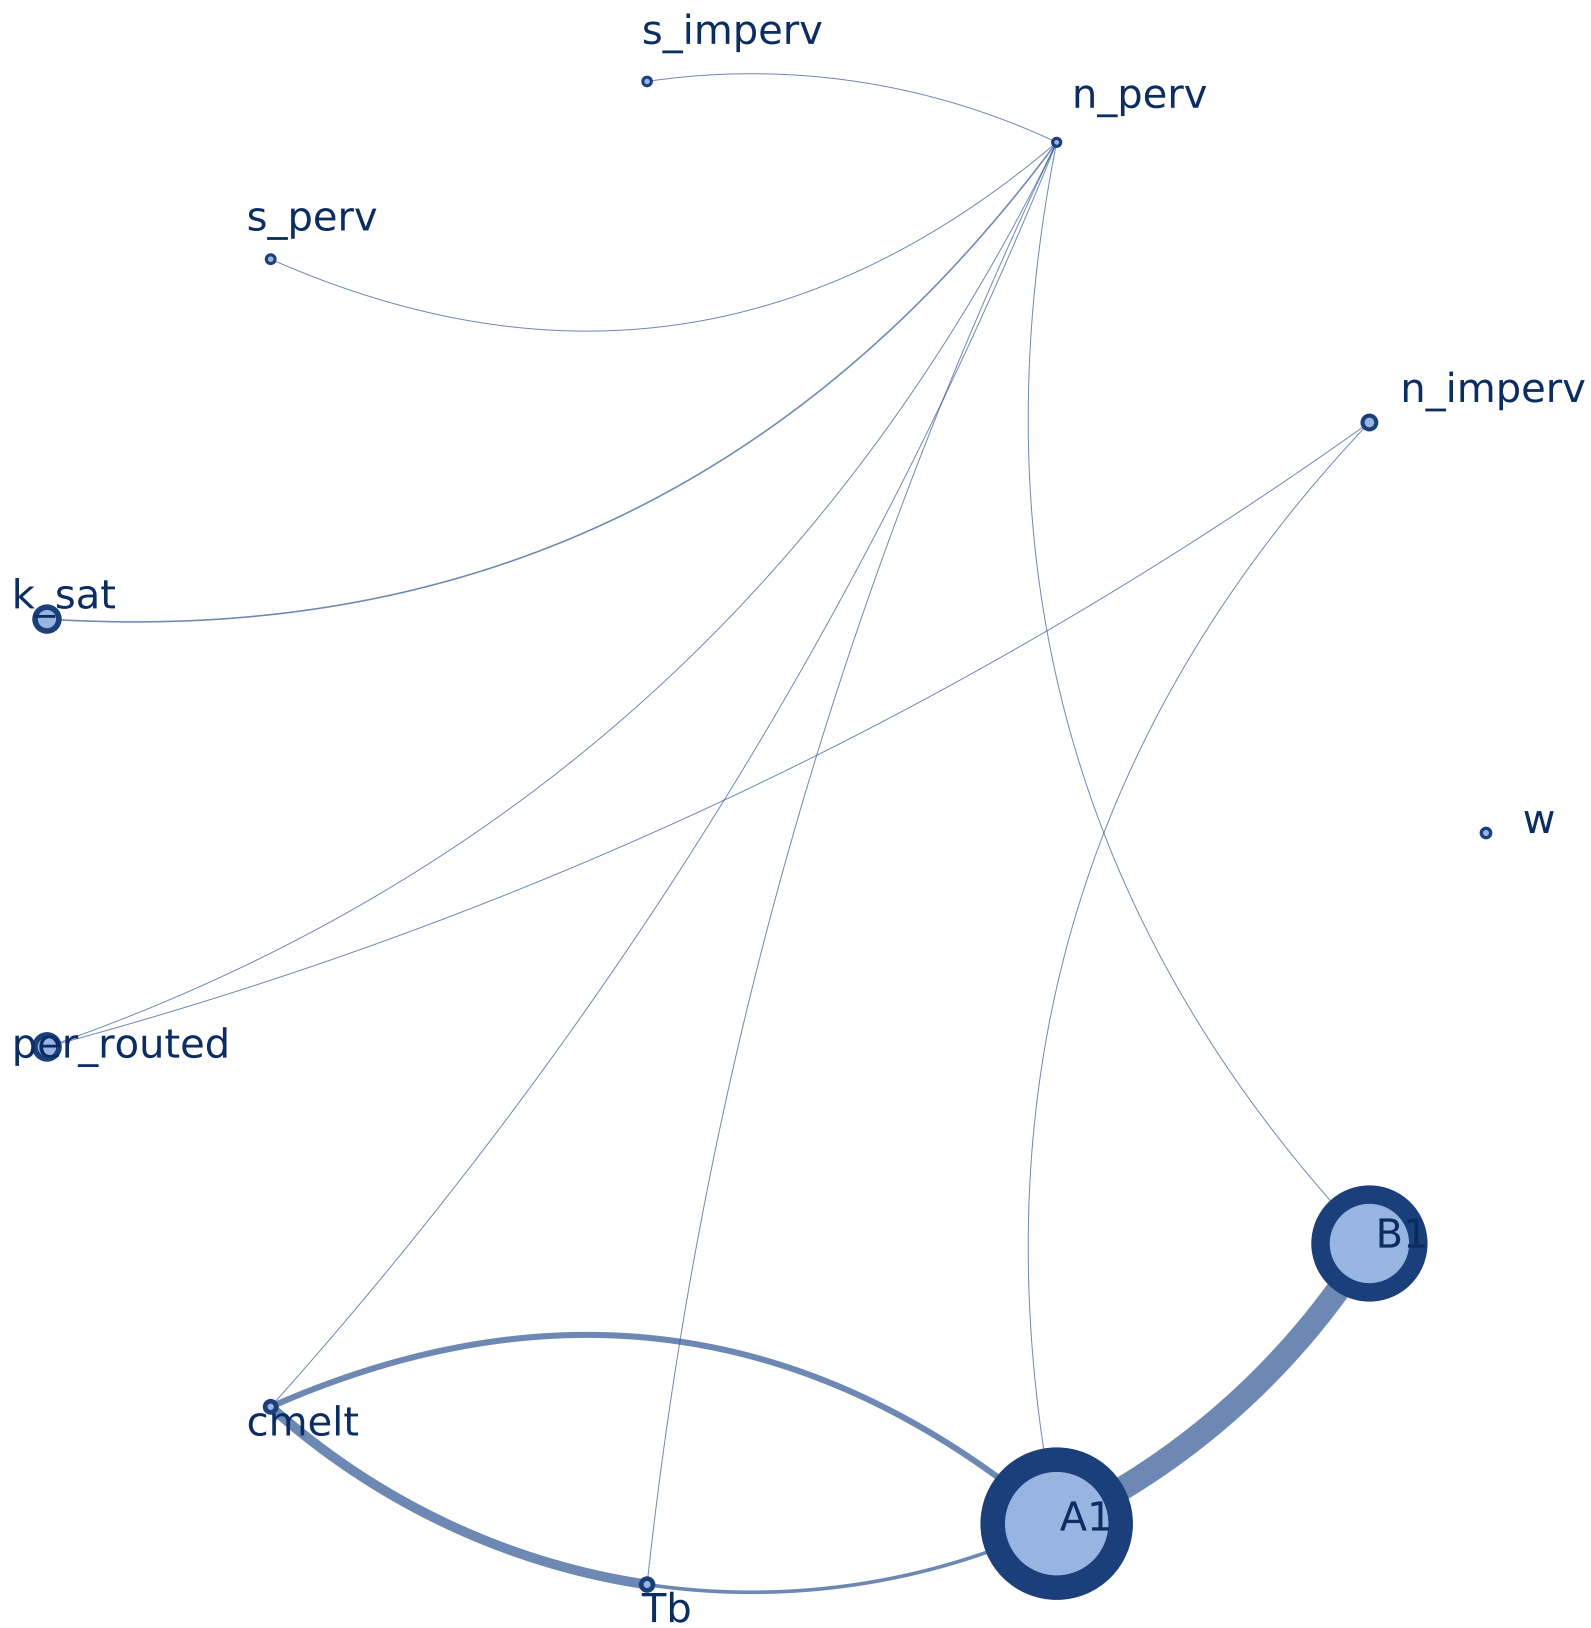 s_imperv
n_perv
s_perv
n_imperv
k_sat
w
per_routed
B1
cmelt
A1
Tb